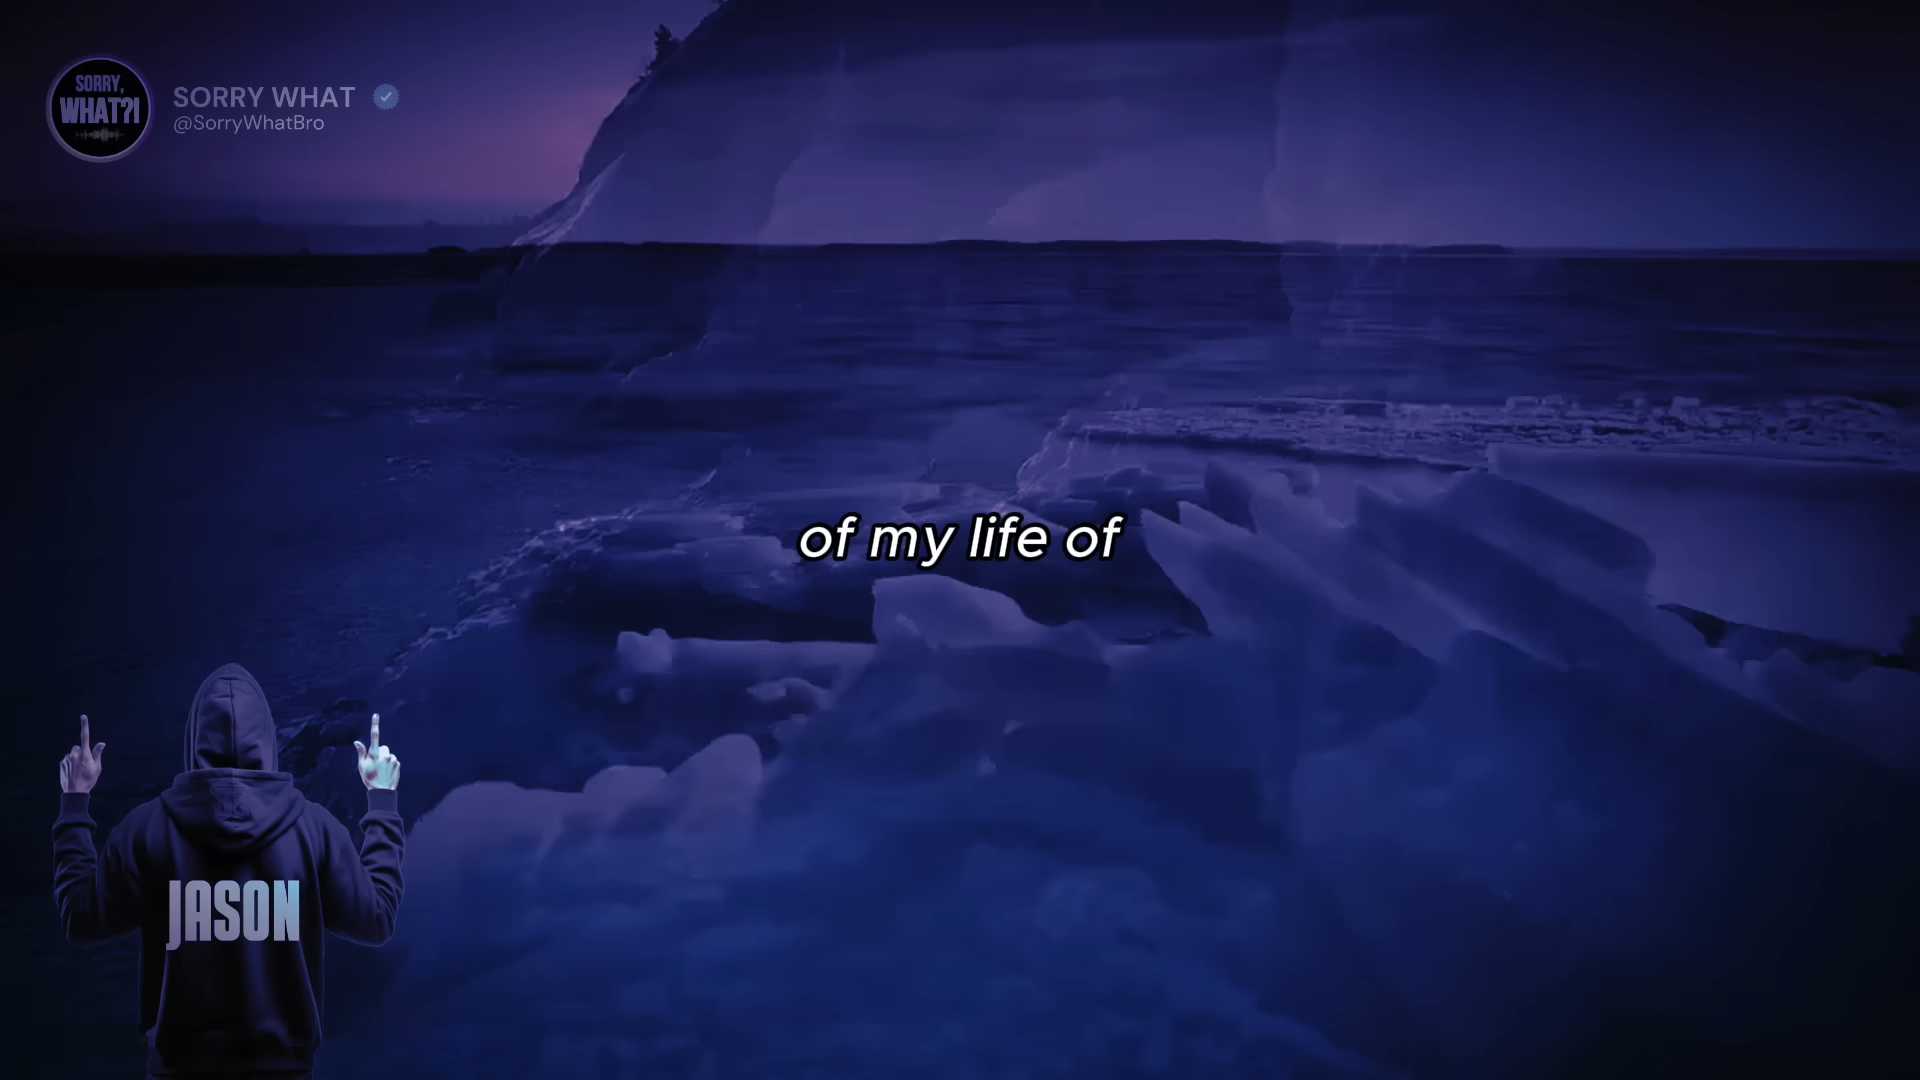 SORRY,
WHAT?!
SORRY WHAT
@SorryWhatBro
of my life of
JASON